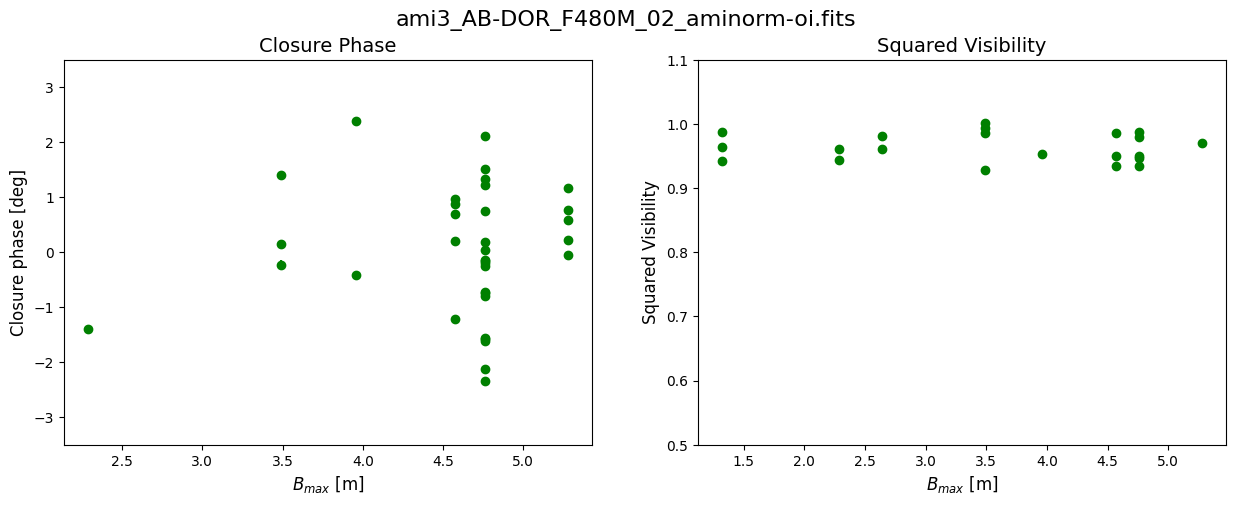 ami3_AB-DOR_F480M_02_aminorm-oi.fits
Closure Phase
Closure phase [deg]
3
2
1
0
−1
−2
−3
2.5 3.0 3.5 4.0 4.5 5.0
B_max [m]
Squared Visibility
Squared Visibility
1.1
1.0
0.9
0.8
0.7
0.6
0.5
1.5 2.0 2.5 3.0 3.5 4.0 4.5 5.0
B_max [m]